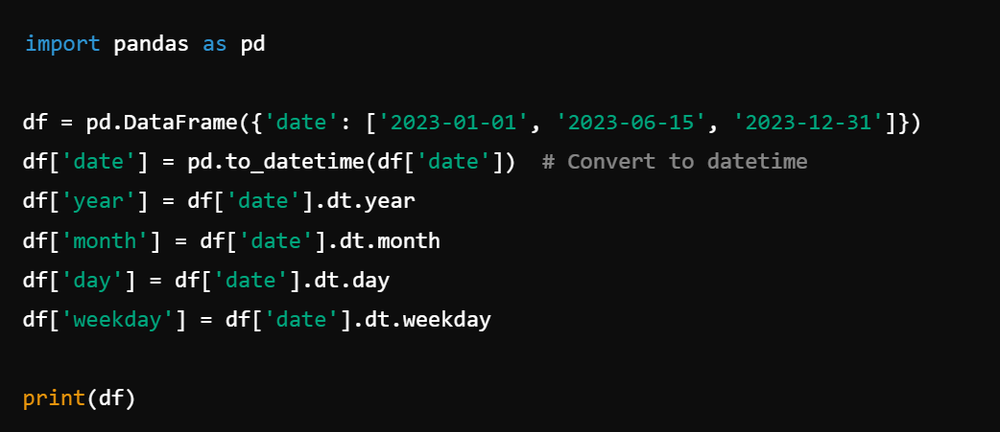 import pandas as pd
df = pd.DataFrame({'date': ['2023-01-01', '2023-06-15', '2023-12-31']})
df['date'] = pd.to_datetime(df['date'])  # Convert to datetime
df['year'] = df['date'].dt.year
df['month'] = df['date'].dt.month
df['day'] = df['date'].dt.day
df['weekday'] = df['date'].dt.weekday
print(df)